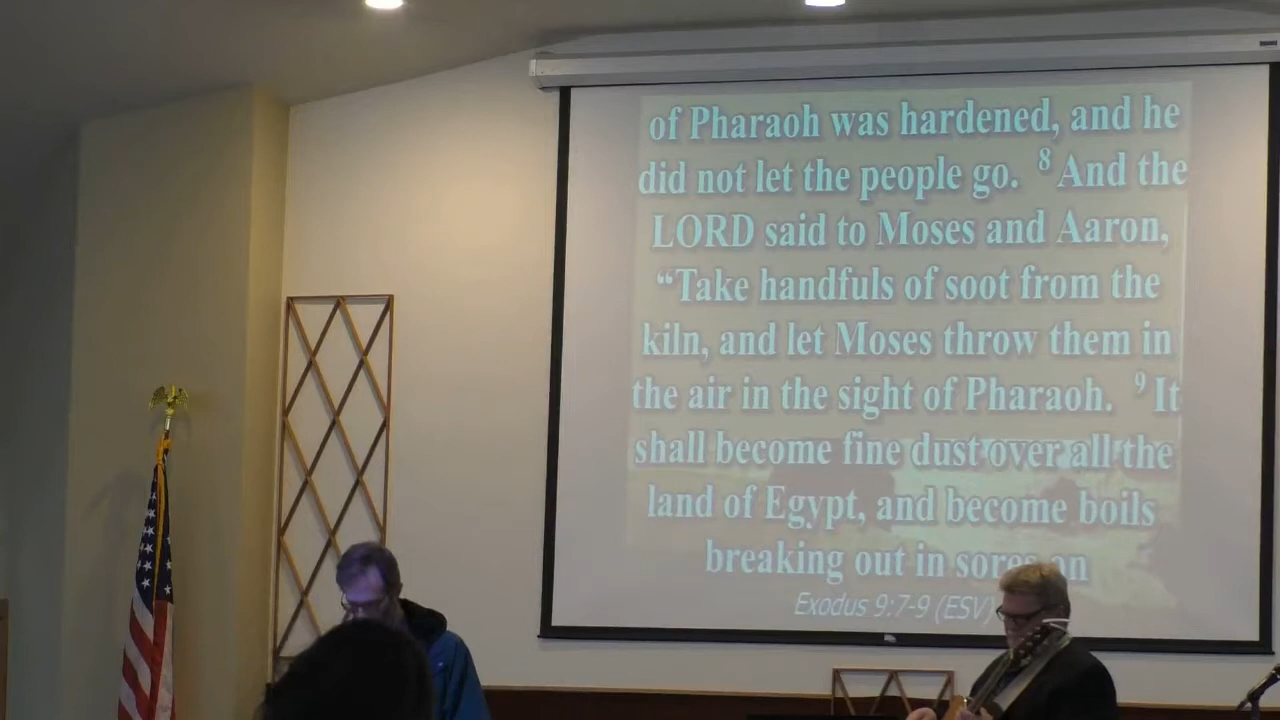 of Pharaoh was hardened, and he
did not let the people go. 8 And the
LORD said to Moses and Aaron,
“Take handfuls of soot from the
kiln, and let Moses throw them in
the air in the sight of Pharaoh. 9 It
shall become fine dust over all the
land of Egypt, and become boils
breaking out in sores on
Exodus 9:7-9 (ESV)